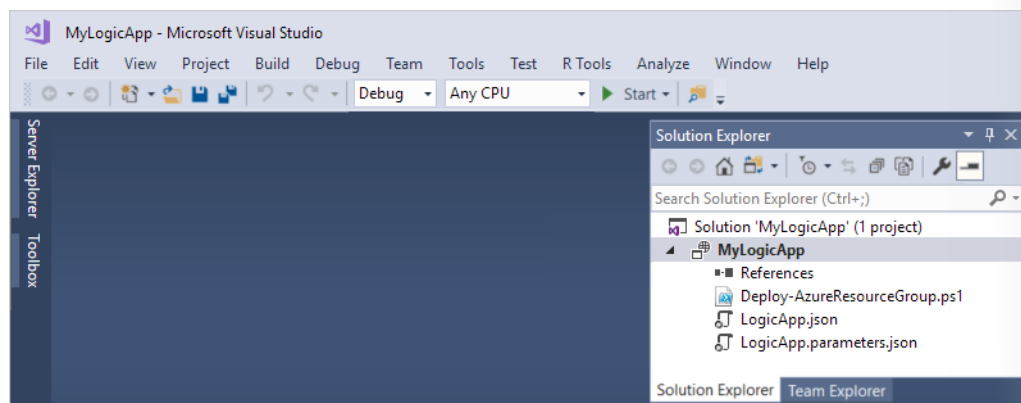 MyLogicApp - Microsoft Visual Studio
File Edit View Project Build Debug Team Tools Test R Tools Analyze Window Help
Debug Any CPU Start
Server Explorer
Toolbox
Solution Explorer
Search Solution Explorer (Ctrl+;)
Solution 'MyLogicApp' (1 project)
MyLogicApp
References
Deploy-AzureResourceGroup.ps1
LogicApp.json
LogicApp.parameters.json
Solution Explorer Team Explorer